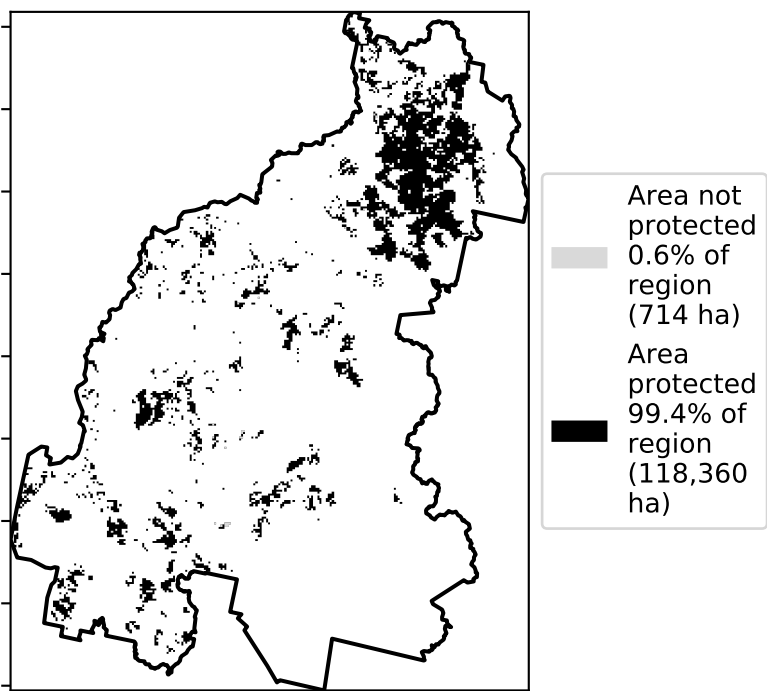 Area not
protected
0.6% of
region
(714 ha)
Area
protected
99.4% of
region
(118,360
ha)